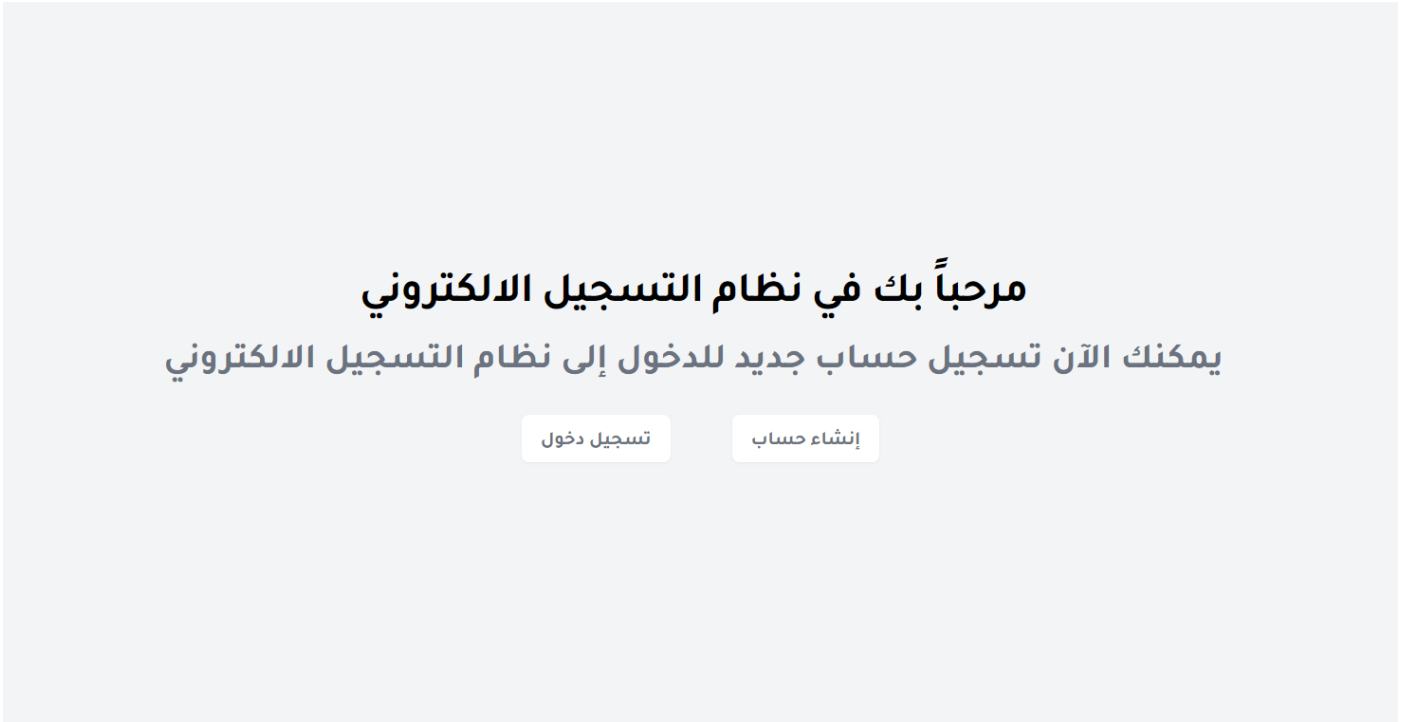 مرحباً بك في نظام التسجيل الالكتروني
يمكنك الآن تسجيل حساب جديد للدخول إلى نظام التسجيل الالكتروني
إنشاء حساب
تسجيل دخول